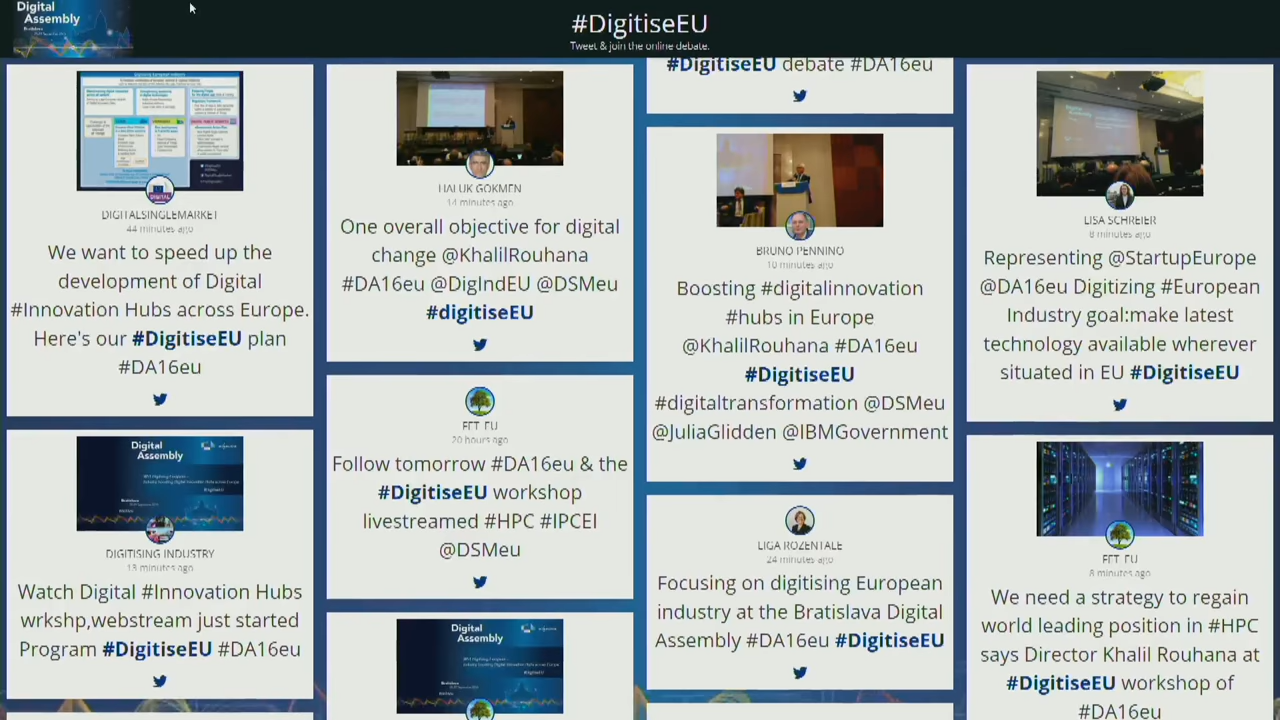 Digital
Assembly
#DigitiseEU
Tweet & join the online debate.
DIGITALSINGLEMARKET
44 minutes ago
We want to speed up the
development of Digital
#Innovation Hubs across Europe.
Here's our #DigitiseEU plan
#DA16eu
Digital
Assembly
DIGITISING INDUSTRY
13 minutes ago
Watch Digital #Innovation Hubs
wrkshp,webstream just started
Program #DigitiseEU #DA16eu
HALUK GOKMEN
14 minutes ago
One overall objective for digital
change @KhalilRouhana
#DA16eu @DigIndEU @DSMeu
#digitiseEU
FET_EU
20 hours ago
Follow tomorrow #DA16eu & the
#DigitiseEU workshop
livestreamed #HPC #IPCEI
@DSMeu
Digital
Assembly
#DigitiseEU debate #DA16eu
BRUNO PENNINO
10 minutes ago
Boosting #digitalinnovation
#hubs in Europe
@KhalilRouhana #DA16eu
#DigitiseEU
#digitaltransformation @DSMeu
@JuliaGlidden @IBMGovernment
LIGA ROZENTALE
24 minutes ago
Focusing on digitising European
industry at the Bratislava Digital
Assembly #DA16eu #DigitiseEU
LISA SCHREIER
8 minutes ago
Representing @StartupEurope
@DA16eu Digitizing #European
Industry goal:make latest
technology available wherever
situated in EU #DigitiseEU
FET_EU
8 minutes ago
We need a strategy to regain
world leading position in #HPC
says Director Khalil Rouhana at
#DigitiseEU workshop of
#DA16eu